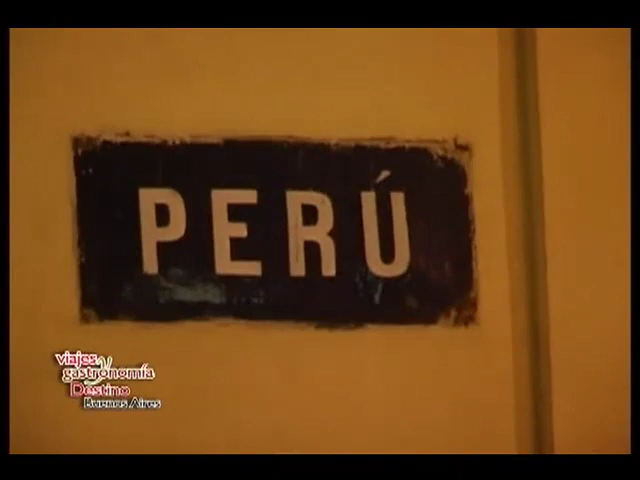 PERÚ
viajes y
gastronomía
Destino
Buenos Aires